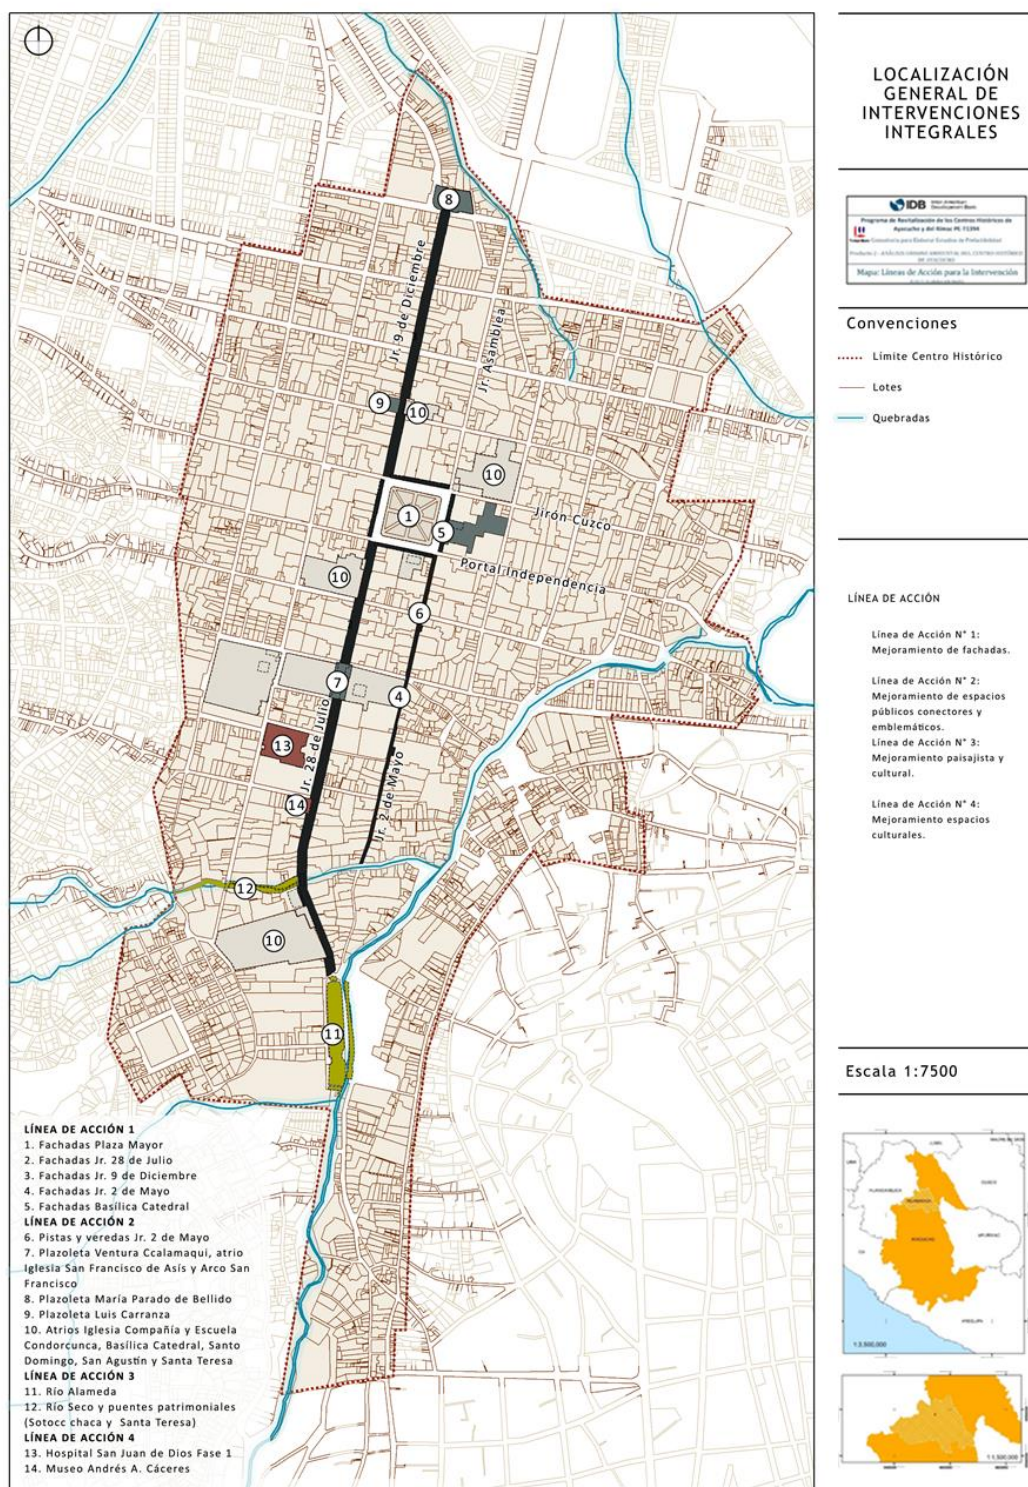 LOCALIZACIÓN
GENERAL DE
INTERVENCIONES
INTEGRALES
IDB
Inter-American
Development Bank
Programa de Revitalización de los Centros Históricos de
Ayacucho y del Rimac PE-T1394
Consultoría para Elaborar Estudios de Prefactibilidad
Mapa: Líneas de Acción para la Intervención
Convenciones
Límite Centro Histórico
Lotes
Quebradas
LÍNEA DE ACCIÓN
Línea de Acción N° 1:
Mejoramiento de fachadas.
Línea de Acción N° 2:
Mejoramiento de espacios
públicos conectores y
emblemáticos.
Línea de Acción N° 3:
Mejoramiento paisajista y
cultural.
Línea de Acción N° 4:
Mejoramiento espacios
culturales.
Escala 1:7500
8
Jr. 9 de Diciembre
Jr. Asamblea
9
10
10
1
5
Jirón Cuzco
Portal Independencia
10
6
7
4
13
Jr. 28 de Julio
14
Jr. 2 de Mayo
12
10
11
LÍNEA DE ACCIÓN 1
1. Fachadas Plaza Mayor
2. Fachadas Jr. 28 de Julio
3. Fachadas Jr. 9 de Diciembre
4. Fachadas Jr. 2 de Mayo
5. Fachadas Basílica Catedral
LÍNEA DE ACCIÓN 2
6. Pistas y veredas Jr. 2 de Mayo
7. Plazoleta Ventura Ccalamaqui, atrio
Iglesia San Francisco de Asís y Arco San
Francisco
8. Plazoleta María Parado de Bellido
9. Plazoleta Luis Carranza
10. Atrios Iglesia Compañía y Escuela
Condorcunca, Basílica Catedral, Santo
Domingo, San Agustín y Santa Teresa
LÍNEA DE ACCIÓN 3
11. Río Alameda
12. Río Seco y puentes patrimoniales
(Sotocc chaca y Santa Teresa)
LÍNEA DE ACCIÓN 4
13. Hospital San Juan de Dios Fase 1
14. Museo Andrés A. Cáceres